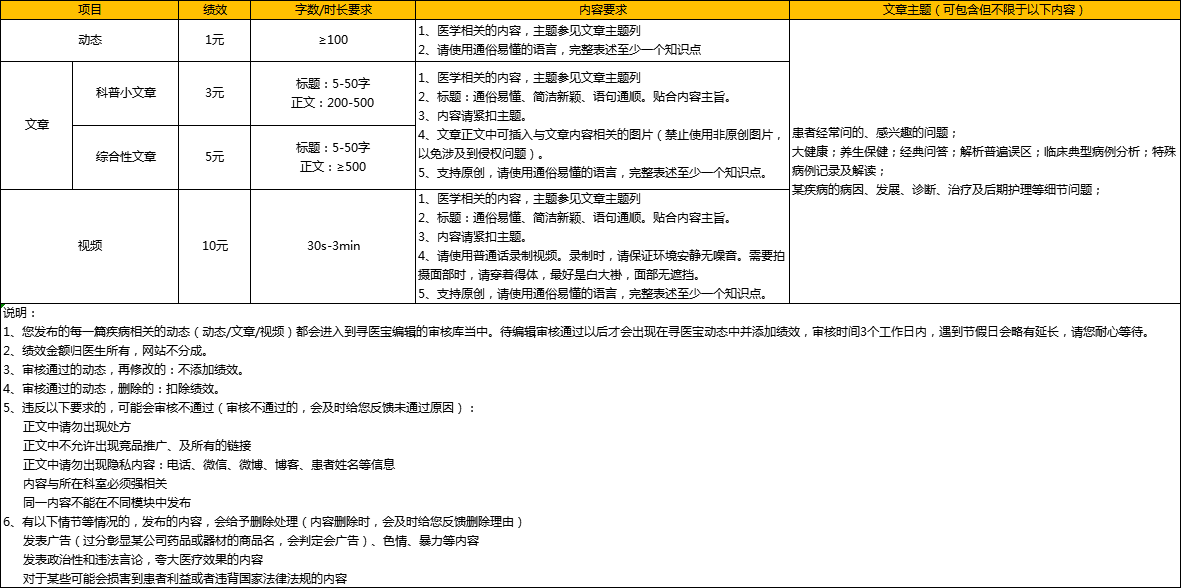 项目 绩效 字数/时长要求 内容要求 文章主题（可包含但不限于以下内容）
动态 1元 ≥100
1、医学相关的内容，主题参见文章主题列
2、请使用通俗易懂的语言，完整表述至少一个知识点
文章
科普小文章 3元
标题：5-50字
正文：200-500
综合性文章 5元
标题：5-50字
正文：≥500
1、医学相关的内容，主题参见文章主题列
2、标题：通俗易懂、简洁新颖、语句通顺。贴合内容主旨。
3、内容请紧扣主题。
4、文章正文中可插入与文章内容相关的图片（禁止使用非原创图片，
以免涉及到侵权问题）。
5、支持原创，请使用通俗易懂的语言，完整表述至少一个知识点。
视频 10元 30s-3min
1、医学相关的内容，主题参见文章主题列
2、标题：通俗易懂、简洁新颖、语句通顺。贴合内容主旨。
3、内容请紧扣主题。
4、请使用普通话录制视频。录制时，请保证环境安静无噪音。需要拍
摄面部时，请穿着得体，最好是白大褂，面部无遮挡。
5、支持原创，请使用通俗易懂的语言，完整表述至少一个知识点。
患者经常问的、感兴趣的问题；
大健康；养生保健；经典问答；解析普遍误区；临床典型病例分析；特殊
病例记录及解读；
某疾病的病因、发展、诊断、治疗及后期护理等细节问题；
说明：
1、您发布的每一篇疾病相关的动态（动态/文章/视频）都会进入到寻医宝编辑的审核库当中。待编辑审核通过以后才会出现在寻医宝动态中并添加绩效，审核时间3个工作日内，遇到节假日会略有延长，请您耐心等待。
2、绩效金额归医生所有，网站不分成。
3、审核通过的动态，再修改的：不添加绩效。
4、审核通过的动态，删除的：扣除绩效。
5、违反以下要求的，可能会审核不通过（审核不通过的，会及时给您反馈未通过原因）：
正文中请勿出现处方
正文中不允许出现竞品推广、及所有的链接
正文中请勿出现隐私内容：电话、微信、微博、博客、患者姓名等信息
内容与所在科室必须强相关
同一内容不能在不同模块中发布
6、有以下情节等情况的，发布的内容，会给予删除处理（内容删除时，会及时给您反馈删除理由）
发表广告（过分彰显某公司药品或器材的商品名，会判定会广告）、色情、暴力等内容
发表政治性和违法言论，夸大医疗效果的内容
对于某些可能会损害到患者利益或者违背国家法律法规的内容